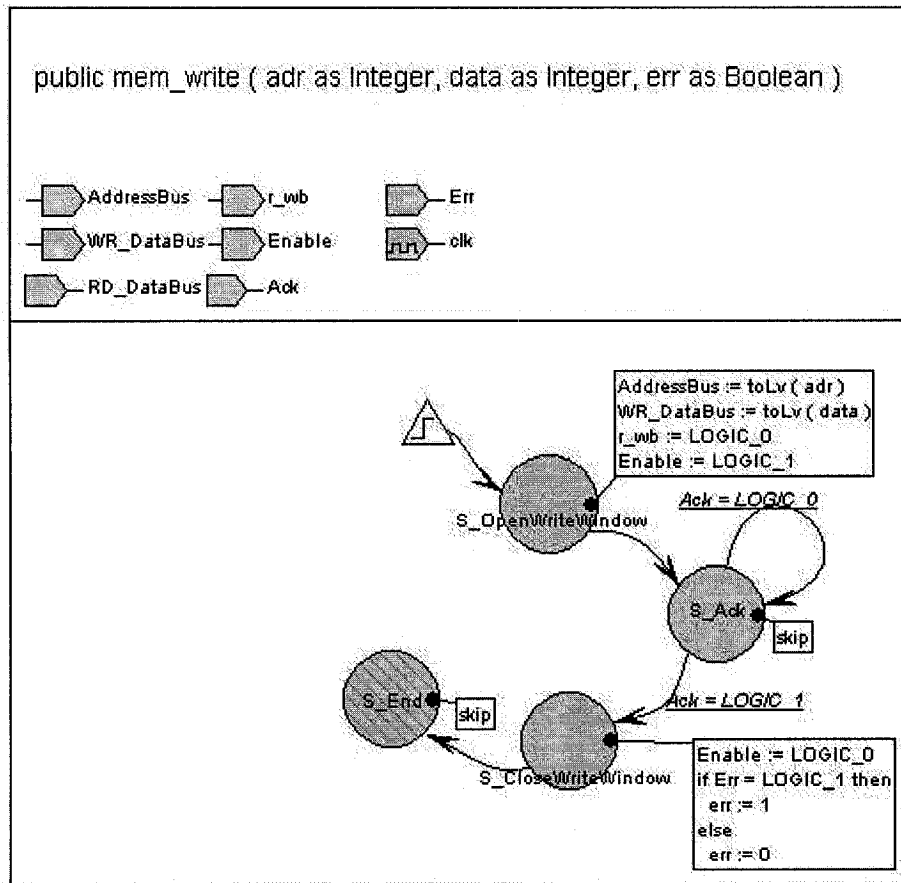 public mem_write ( adr as Integer, data as Integer, err as Boolean )
AddressBus r_wb Err
WR_DataBus Enable clk
RD_DataBus Ack
AddressBus := toLv ( adr )
WR_DataBus := toLv ( data )
r_wb := LOGIC_0
Enable := LOGIC_1
S_OpenWriteWindow
Ack = LOGIC_0
S_Ack
skip
Ack = LOGIC_1
S_End
skip
S_CloseWriteWindow
Enable := LOGIC_0
if Err = LOGIC_1 then
err := 1
else
err := 0